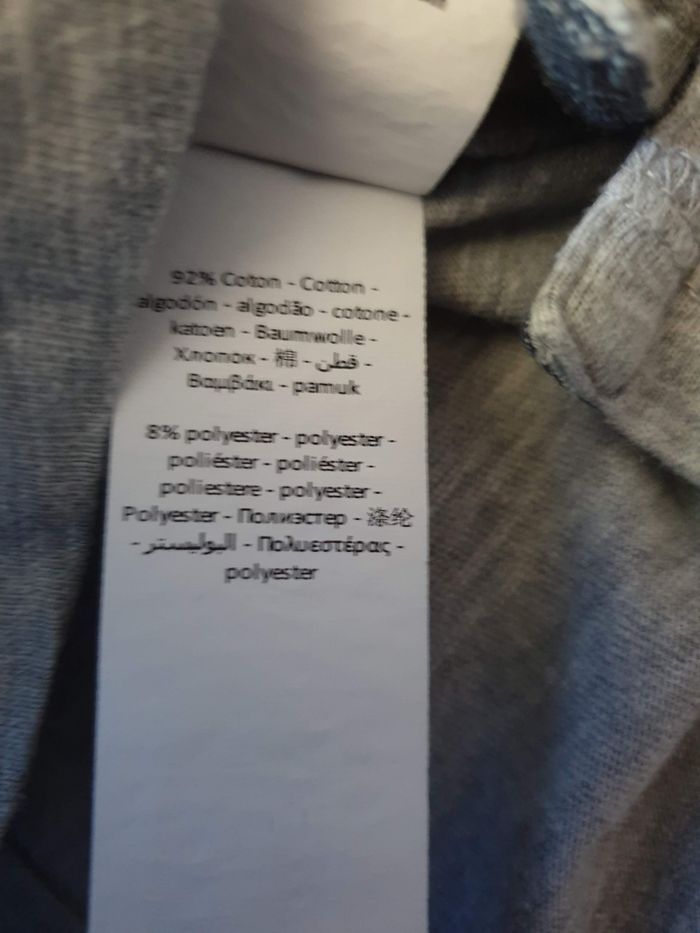 92% Coton - Cotton -
algodón - algodão - cotone -
katoen - Baumwolle -
Хлопок - 棉 - قطن -
Βαμβάκι - pamuk
8% polyester - polyester -
poliéster - poliéster -
poliestere - polyester -
Polyester - Полиэстер - 涤纶
- البوليستر - Πολυεστέρας -
polyester